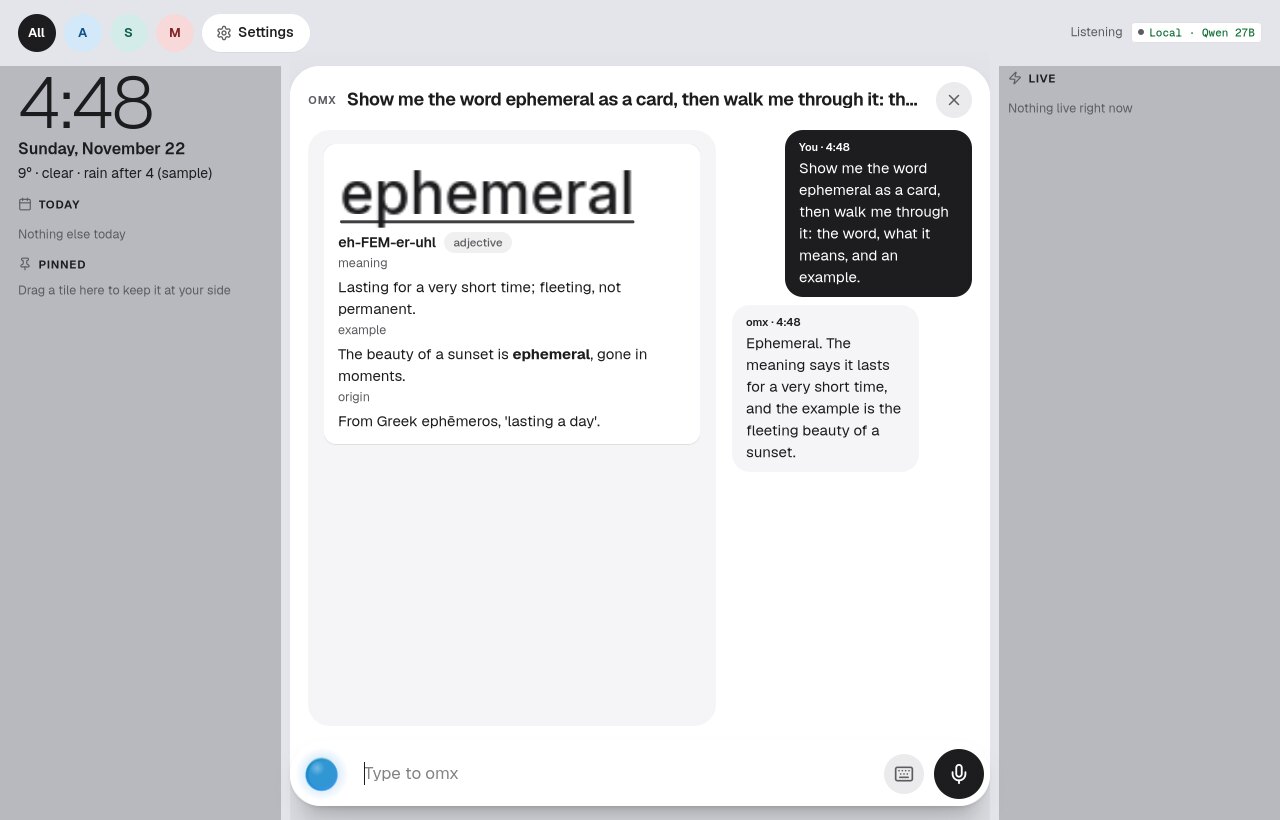 All
A
S
M
Settings
Listening
Local · Qwen 27B
4:48
Sunday, November 22
9° · clear · rain after 4 (sample)
TODAY
Nothing else today
PINNED
Drag a tile here to keep it at your side
OMX
Show me the word ephemeral as a card, then walk me through it: th...
ephemeral
eh-FEM-er-uhl
adjective
meaning
Lasting for a very short time; fleeting, not
permanent.
example
The beauty of a sunset is ephemeral, gone in
moments.
origin
From Greek ephēmeros, 'lasting a day'.
You · 4:48
Show me the word
ephemeral as a card,
then walk me through
it: the word, what it
means, and an
example.
omx · 4:48
Ephemeral. The
meaning says it lasts
for a very short time,
and the example is the
fleeting beauty of a
sunset.
Type to omx
LIVE
Nothing live right now